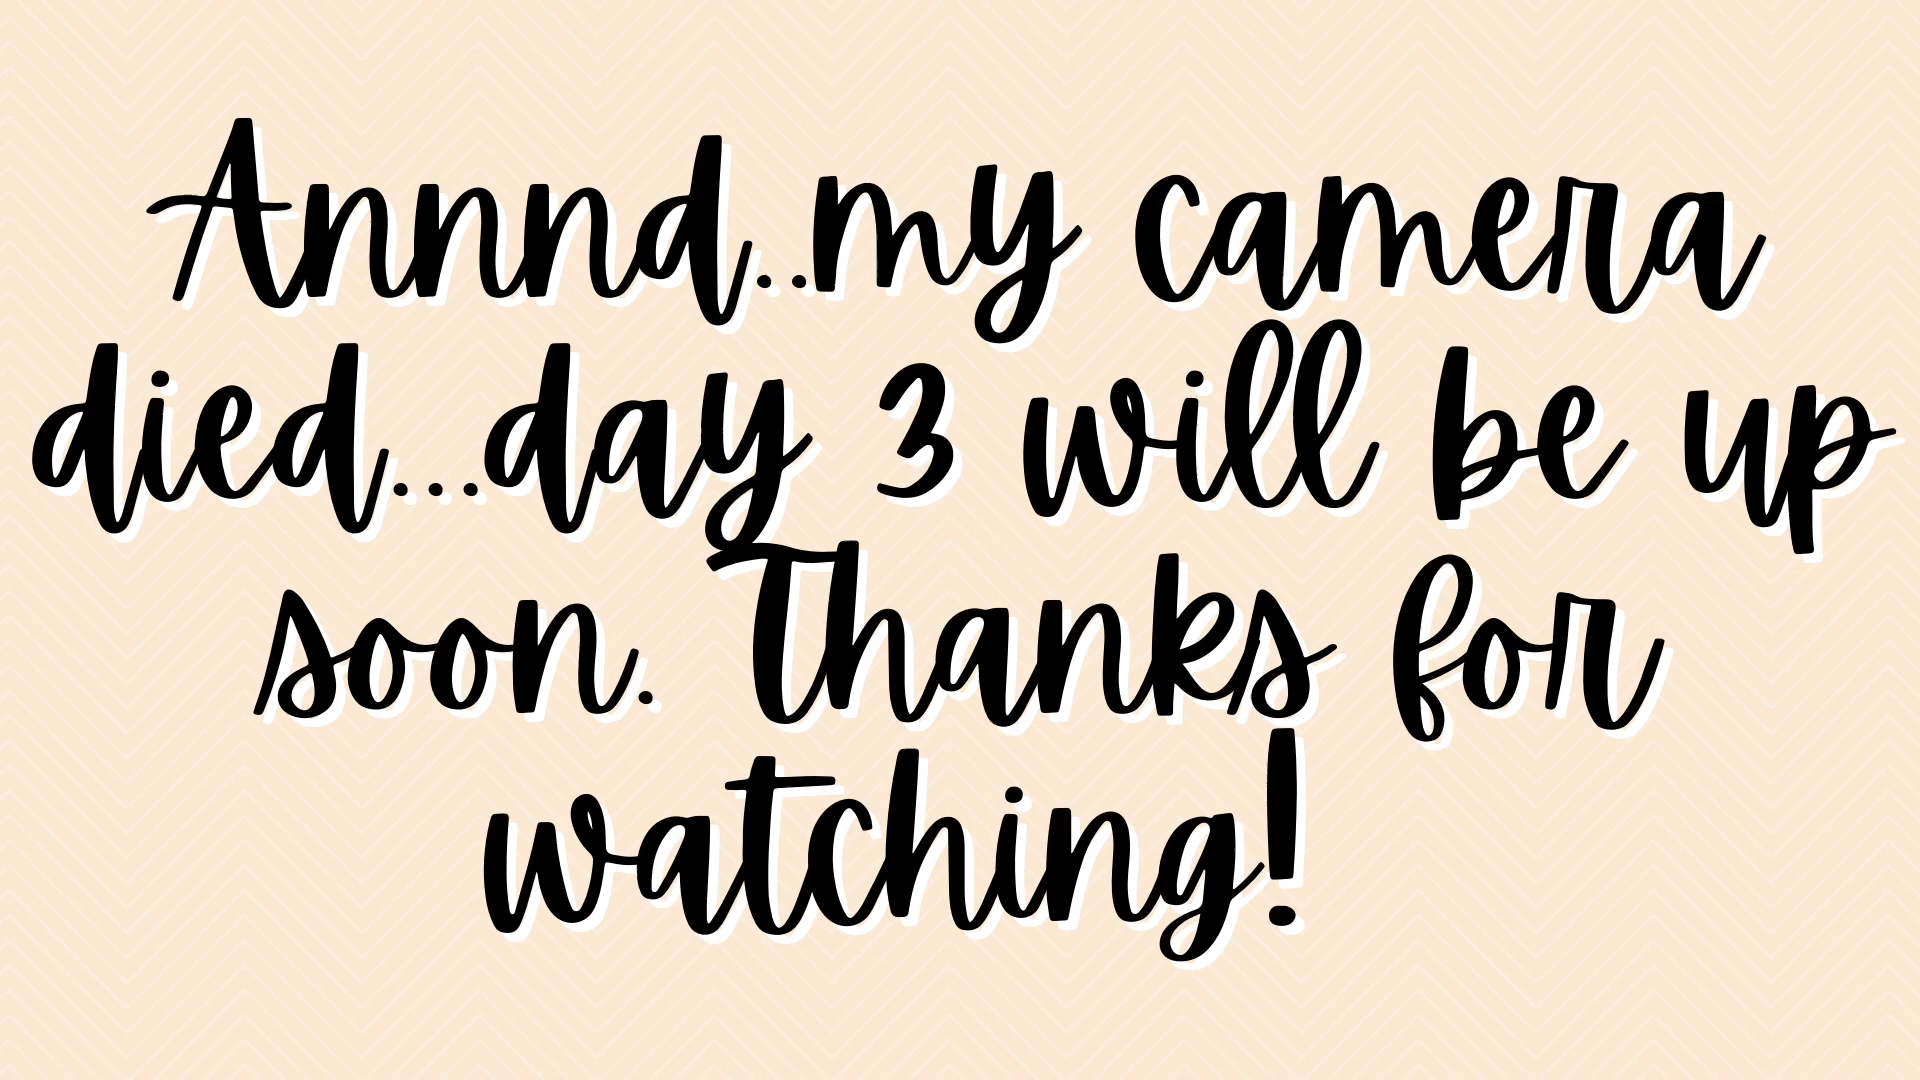 Annnd..my camera
died...day 3 will be up
soon. Thanks for
watching!